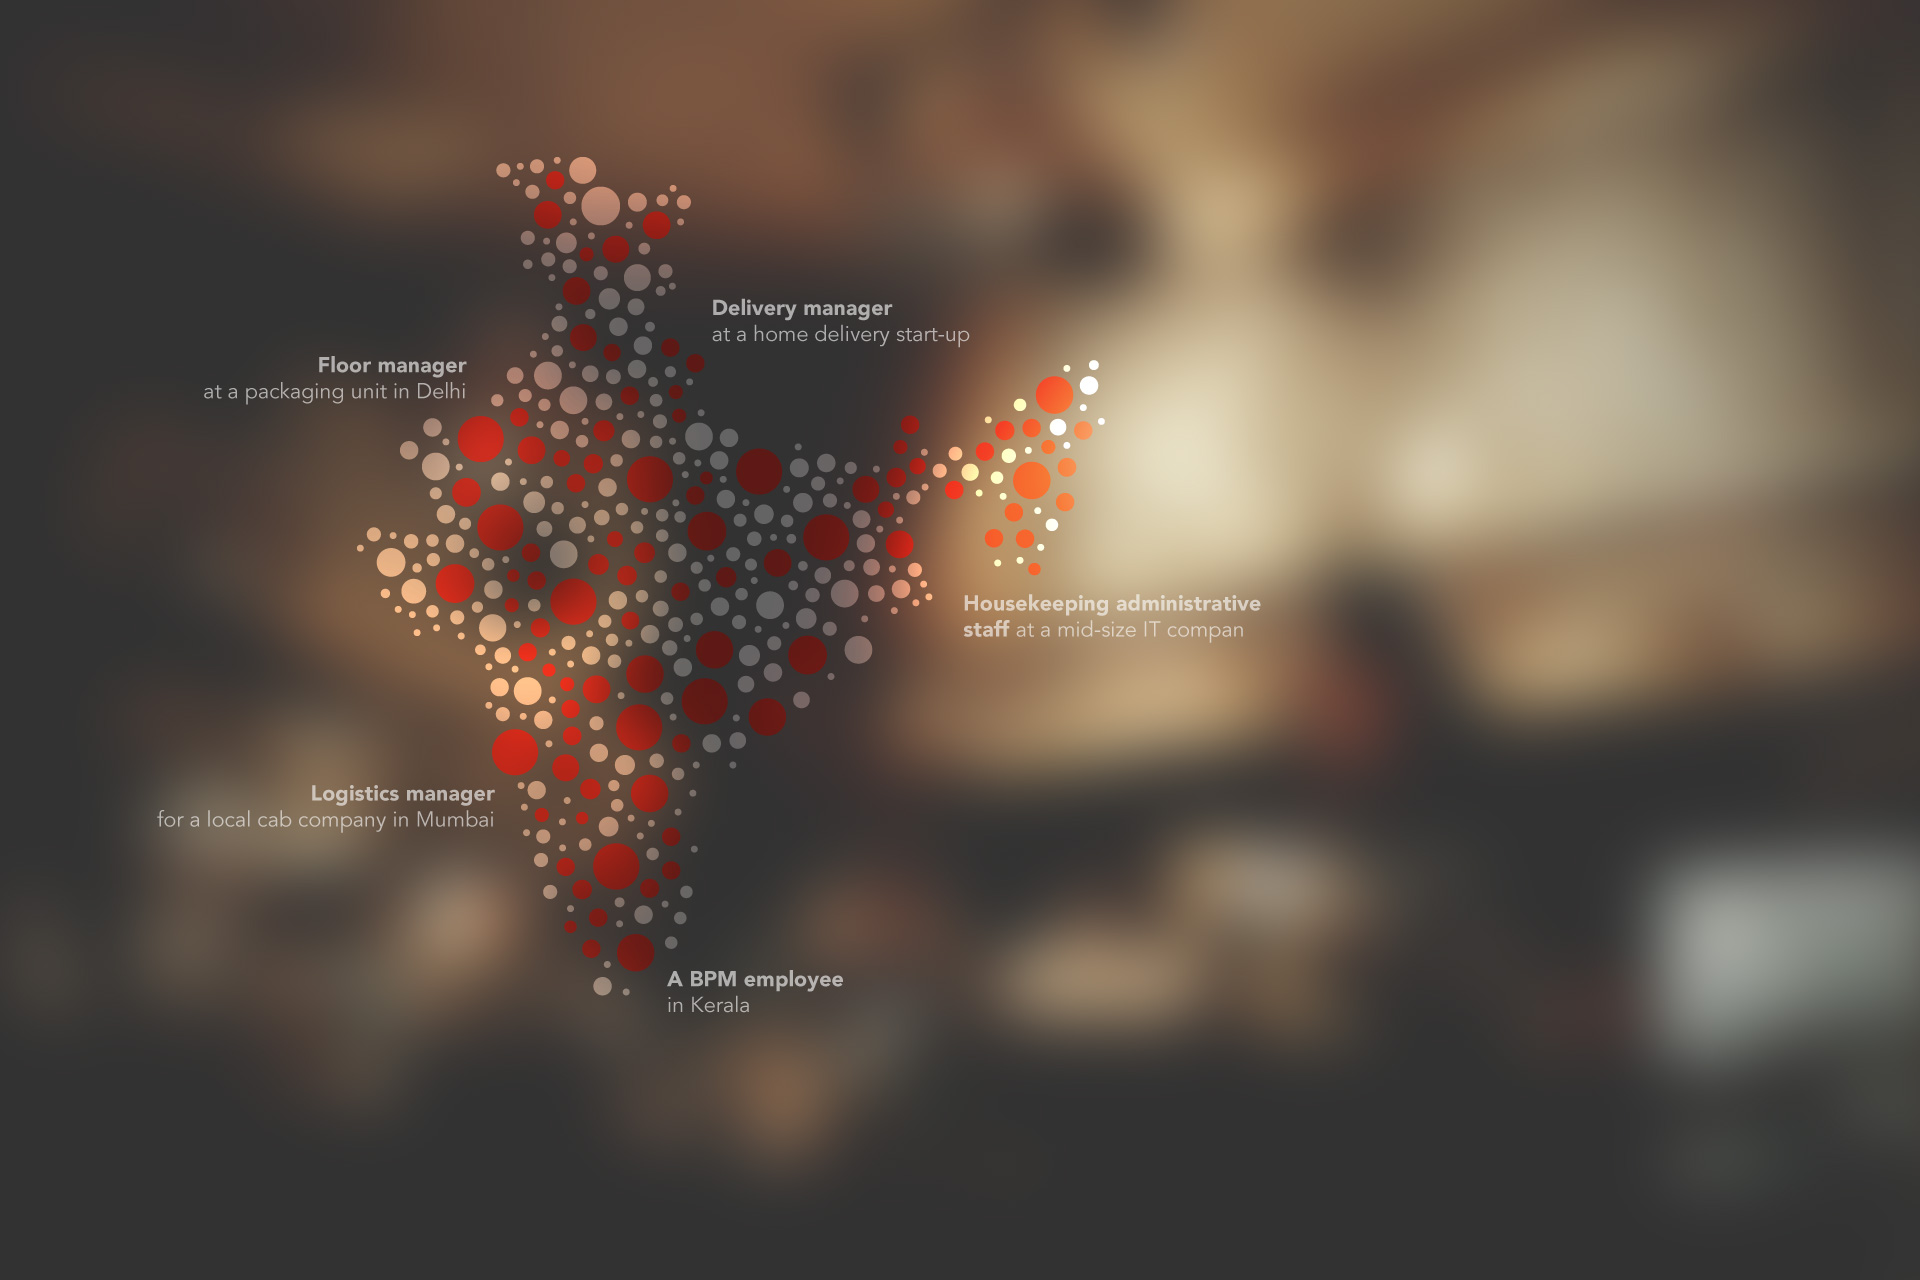 Delivery manager
at a home delivery start-up
Floor manager
at a packaging unit in Delhi
Housekeeping administrative
staff at a mid-size IT compan
Logistics manager
for a local cab company in Mumbai
A BPM employee
in Kerala